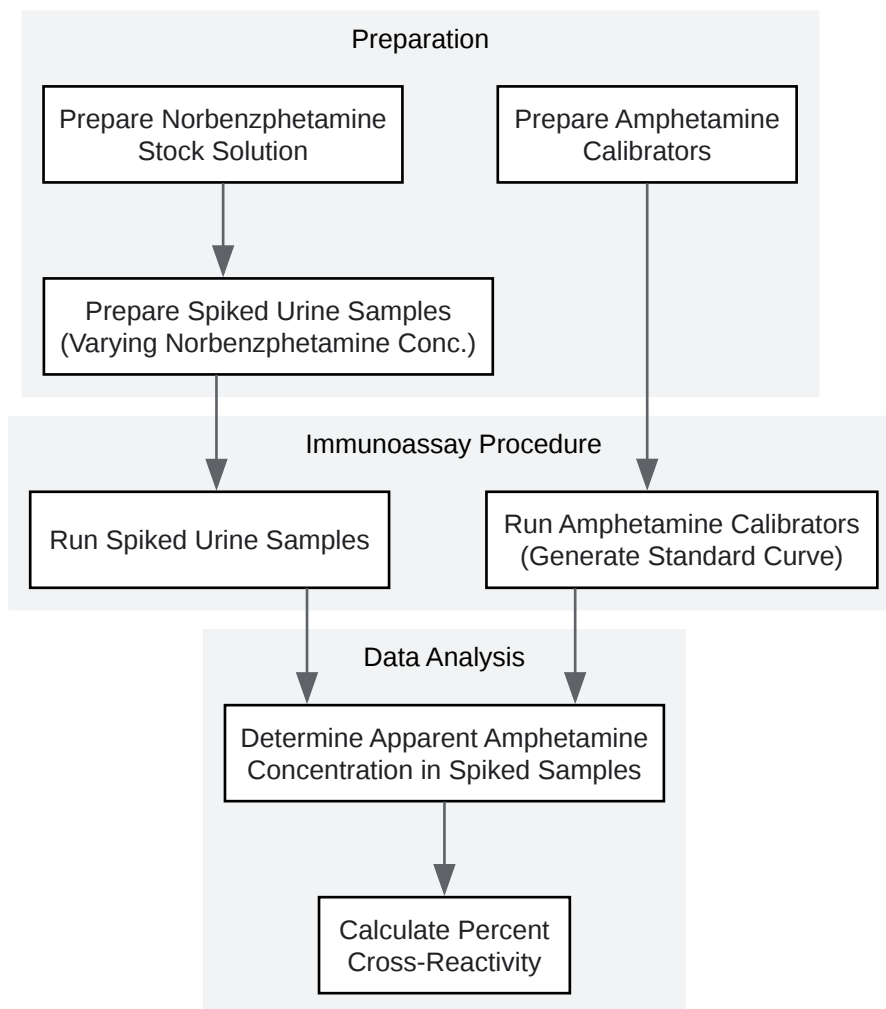 Preparation
Prepare Norbenzphetamine
Stock Solution
Prepare Amphetamine
Calibrators
Prepare Spiked Urine Samples
(Varying Norbenzphetamine Conc.)
Immunoassay Procedure
Run Spiked Urine Samples
Run Amphetamine Calibrators
(Generate Standard Curve)
Data Analysis
Determine Apparent Amphetamine
Concentration in Spiked Samples
Calculate Percent
Cross-Reactivity